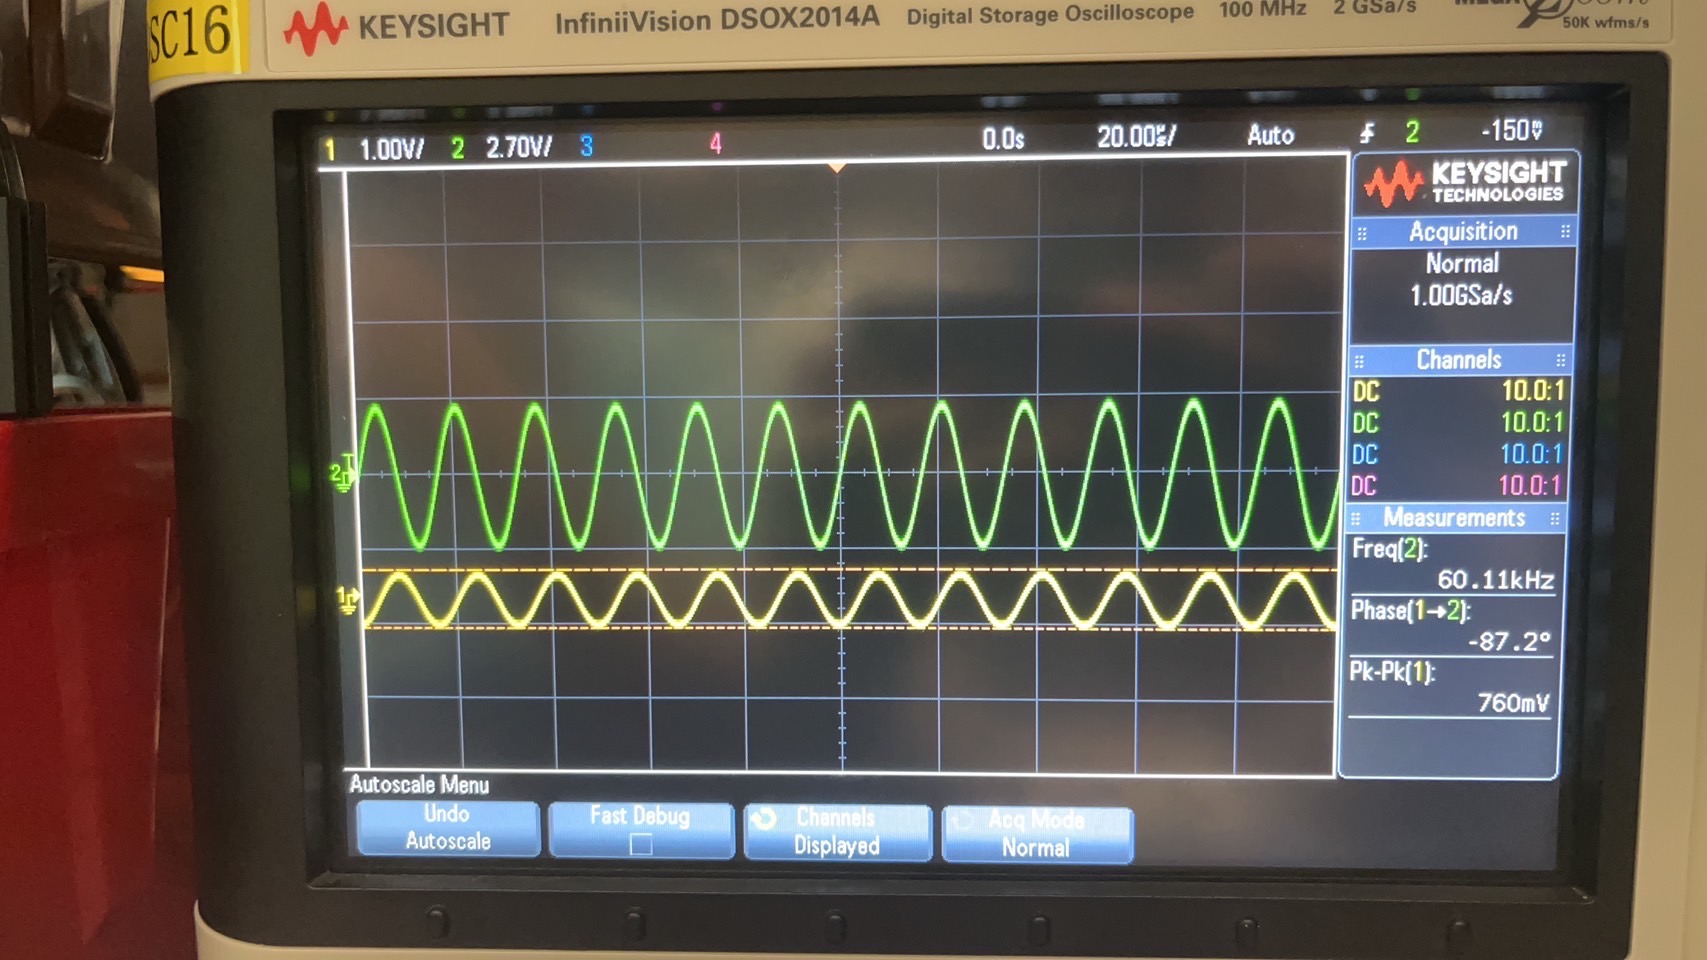 SC16
KEYSIGHT InfiniiVision DSOX2014A Digital Storage Oscilloscope 100 MHz 2 GSa/s
50K wfms/s
1 1.00V/ 2 2.70V/ 3 4 0.0s 20.00µs/ Auto 2 -150mV
KEYSIGHT
TECHNOLOGIES
Acquisition
Normal
1.00GSa/s
Channels
DC 10.0:1
DC 10.0:1
DC 10.0:1
DC 10.0:1
Measurements
Freq(2):
60.11kHz
Phase(1→2):
-87.2°
Pk-Pk(1):
760mV
2
T
1
Autoscale Menu
Undo
Autoscale
Fast Debug
Channels
Displayed
Acq Mode
Normal